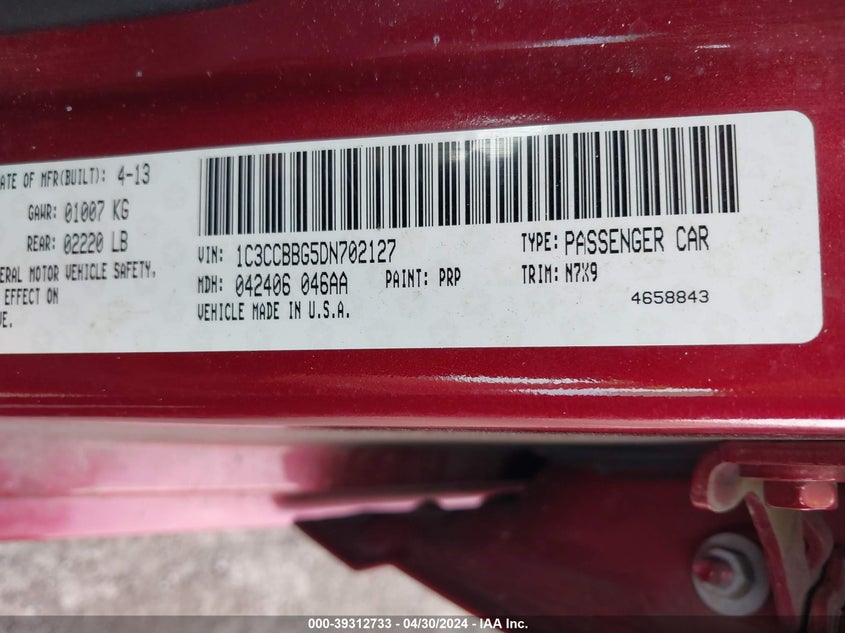 ATE OF MFR(BUILT): 4-13
GAWR: 01007 KG
REAR: 02220 LB
ERAL MOTOR VEHICLE SAFETY,
EFFECT ON
VE.
VIN: 1C3CCBBG5DN702127
TYPE: PASSENGER CAR
MDH: 042406 046AA PAINT: PRP TRIM: N7X9
VEHICLE MADE IN U.S.A.
4658843
000-39312733 - 04/30/2024 - IAA Inc.